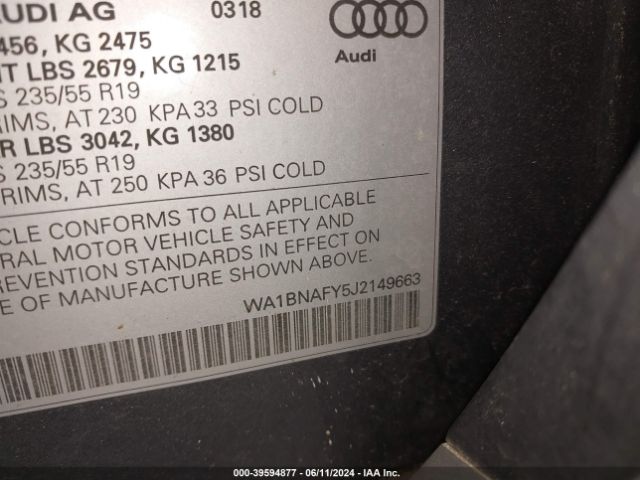 AUDI AG 0318
456, KG 2475
NT LBS 2679, KG 1215
S 235/55 R19
RIMS, AT 230 KPA 33 PSI COLD
R LBS 3042, KG 1380
S 235/55 R19
RIMS, AT 250 KPA 36 PSI COLD
CLE CONFORMS TO ALL APPLICABLE
RAL MOTOR VEHICLE SAFETY AND
REVENTION STANDARDS IN EFFECT ON
E OF MANUFACTURE SHOWN ABOVE.
WA1BNAFY5J2149663
Audi
000-39594877 - 06/11/2024 - IAA Inc.